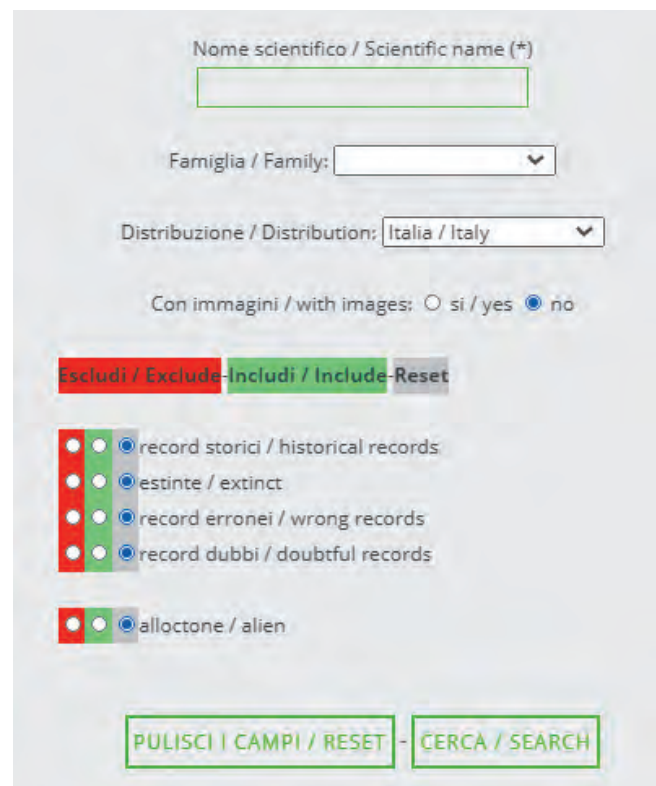 Nome scientifico / Scientific name (*)
Famiglia / Family:
Distribuzione / Distribution: Italia / Italy
Con immagini / with images: si / yes no
Escludi / Exclude-Includi / Include-Reset
record storici / historical records
estinte / extinct
record erronei / wrong records
record dubbi / doubtful records
alloctone / alien
PULISCI I CAMPI / RESET - CERCA / SEARCH